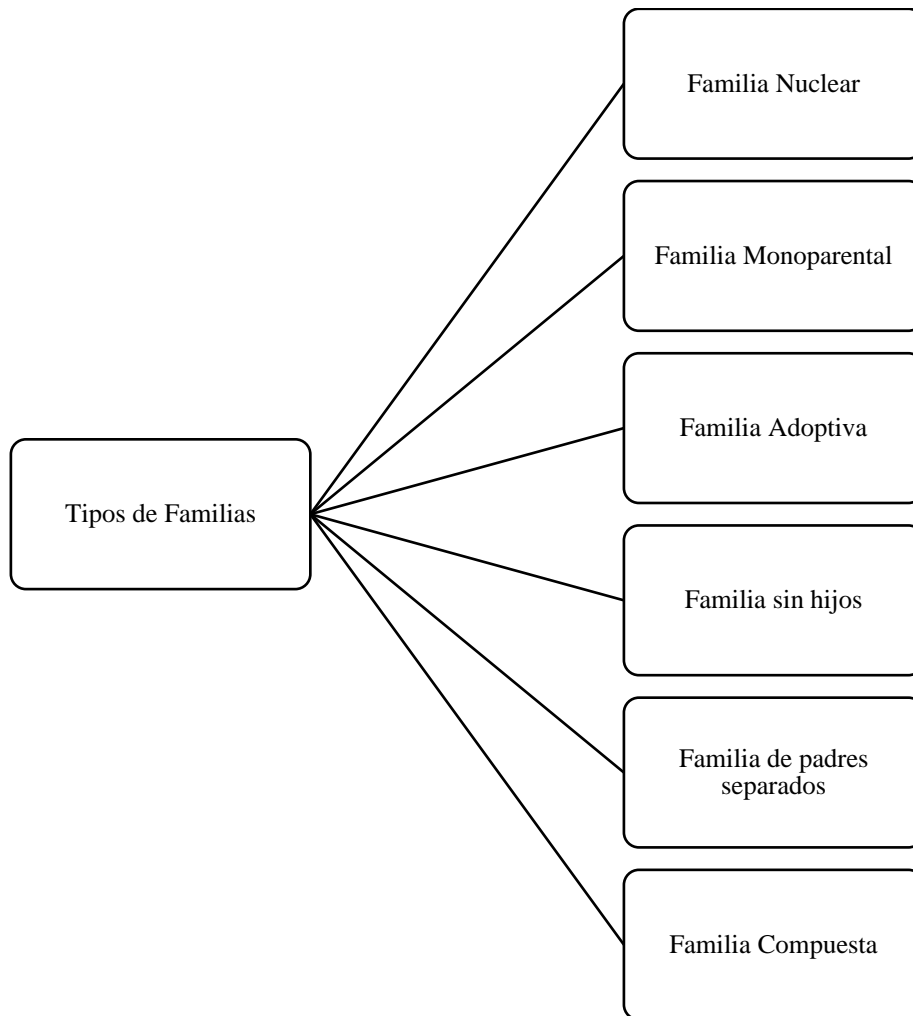 Familia Nuclear
Familia Monoparental
Familia Adoptiva
Tipos de Familias
Familia sin hijos
Familia de padres
separados
Familia Compuesta